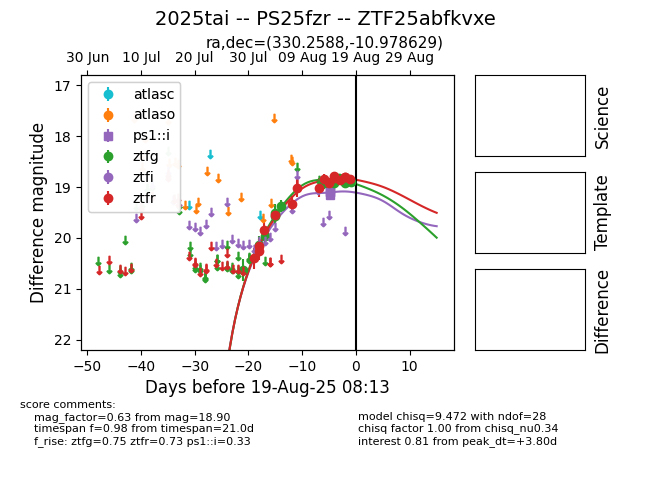 2025tai -- PS25fzr -- ZTF25abfkvxe
ra,dec=(330.2588,-10.978629)
30 Jun 10 Jul 20 Jul 30 Jul 09 Aug 19 Aug 29 Aug
17
18
19
20
21
22
Difference magnitude
atlasc
atlaso
ps1::i
ztfg
ztfi
ztfr
−50 −40 −30 −20 −10 0 10
Days before 19-Aug-25 08:13
Science
Template
Difference
score comments:
mag_factor=0.63 from mag=18.90
timespan f=0.98 from timespan=21.0d
f_rise: ztfg=0.75 ztfr=0.73 ps1::i=0.33
model chisq=9.472 with ndof=28
chisq factor 1.00 from chisq_nu0.34
interest 0.81 from peak_dt=+3.80d